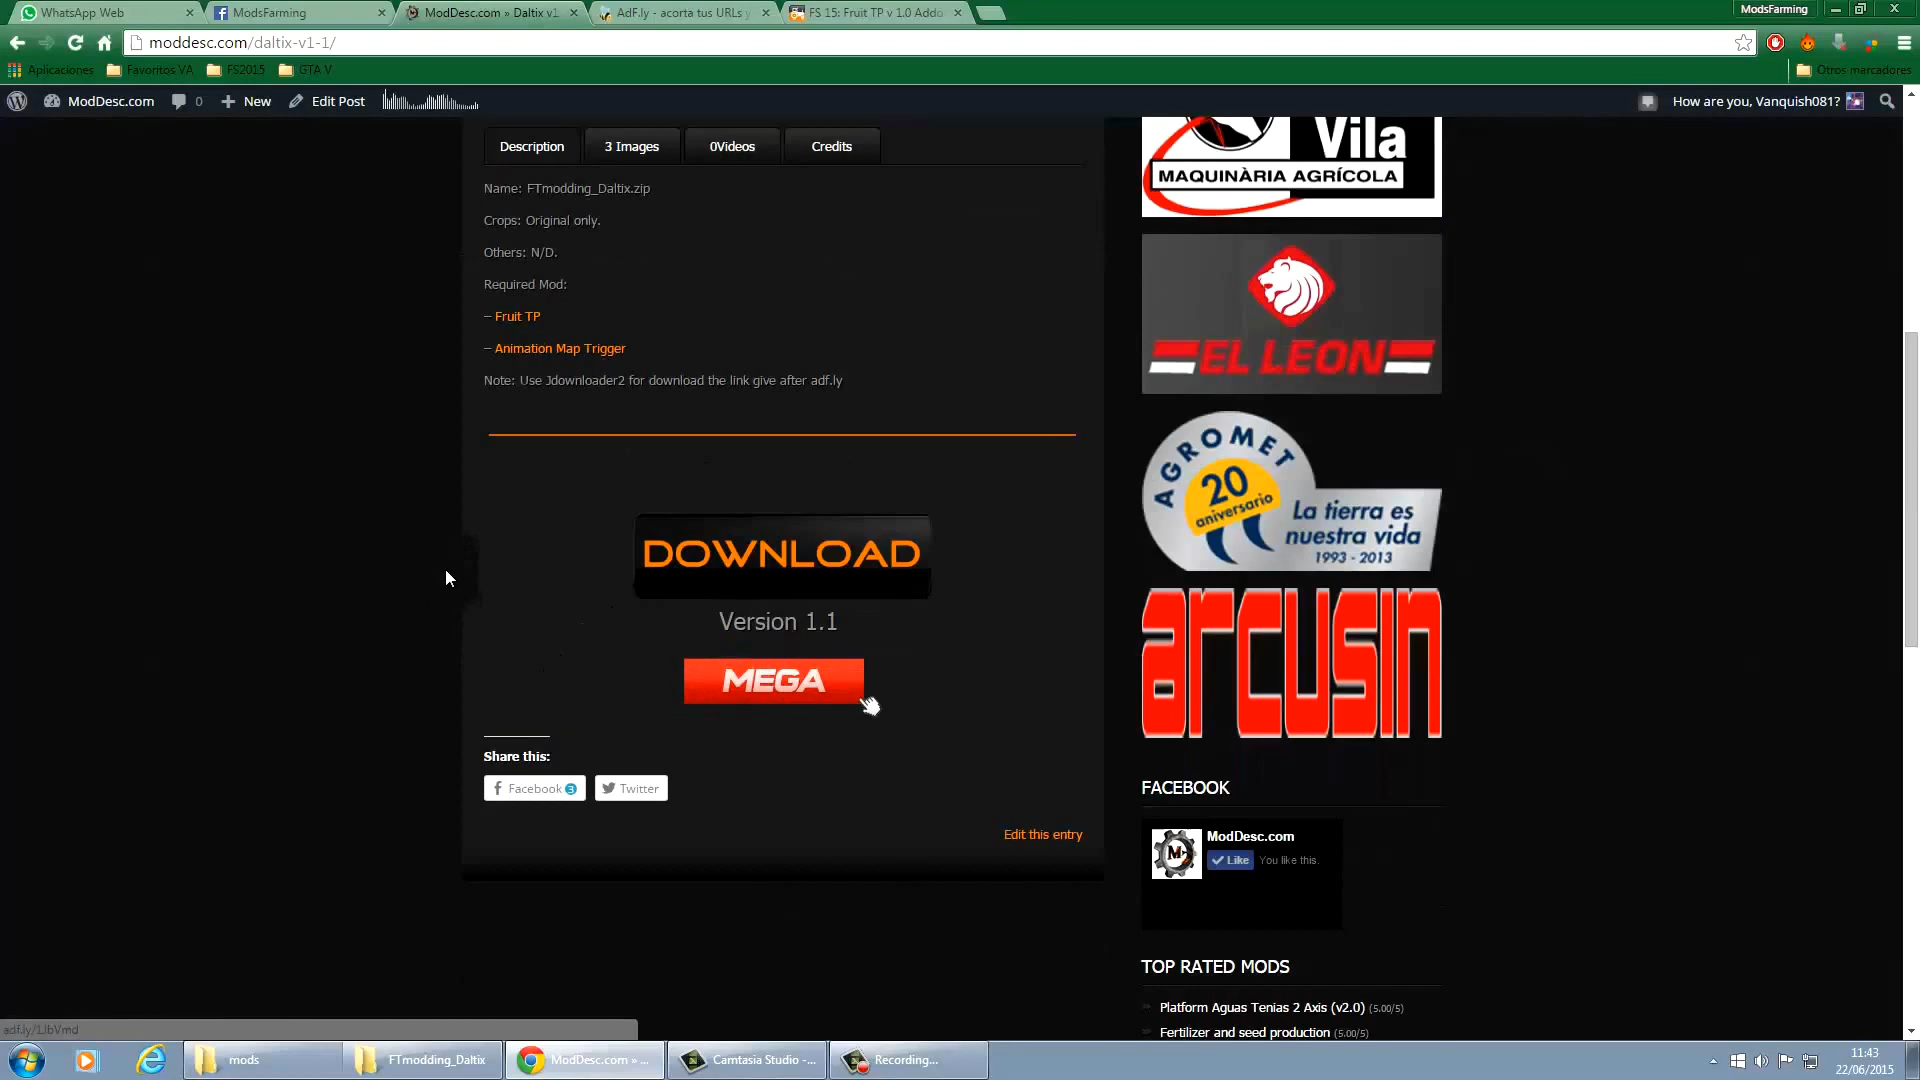 WhatsApp Web
ModsFarming
ModDesc.com » Daltix v1
AdF.ly - acorta tus URLs y
FS 15: Fruit TP v 1.0 Addo
ModsFarming
moddesc.com/daltix-v1-1/
Aplicaciones
Favoritos VA
FS2015
GTA V
Otros marcadores
ModDesc.com
0
New
Edit Post
How are you, Vanquish081?
Description
3 Images
0Videos
Credits
Name: FTmodding_Daltix.zip
Crops: Original only.
Others: N/D.
Required Mod:
– Fruit TP
– Animation Map Trigger
Note: Use Jdownloader2 for download the link give after adf.ly
DOWNLOAD
Version 1.1
MEGA
Share this:
Facebook 3
Twitter
Edit this entry
Vila
MAQUINÀRIA AGRÍCOLA
EL LEON
AGROMET
20
aniversario
La tierra es
nuestra vida
1993 - 2013
arcusin
FACEBOOK
ModDesc.com
Like
You like this.
TOP RATED MODS
Platform Aguas Tenias 2 Axis (v2.0) (5.00/5)
Fertilizer and seed production (5.00/5)
mods
FTmodding_Daltix
ModDesc.com » ...
Camtasia Studio -...
Recording...
11:43
22/06/2015